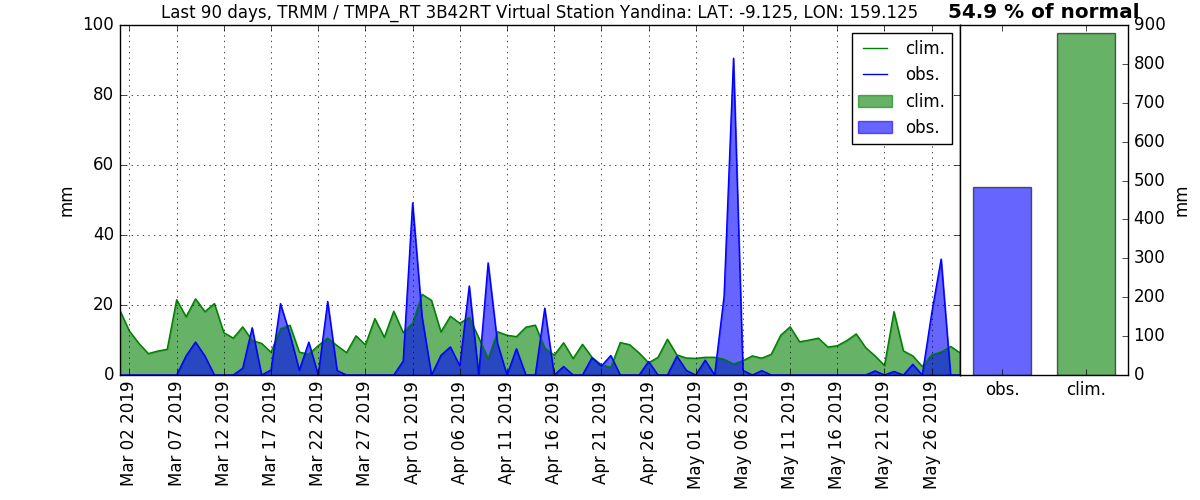 Last 90 days, TRMM / TMPA_RT 3B42RT Virtual Station Yandina: LAT: -9.125, LON: 159.125
54.9 % of normal
100
80
60
40
20
0
mm
clim.
obs.
clim.
obs.
900
800
700
600
500
400
300
200
100
0
mm
Mar 02 2019
Mar 07 2019
Mar 12 2019
Mar 17 2019
Mar 22 2019
Mar 27 2019
Apr 01 2019
Apr 06 2019
Apr 11 2019
Apr 16 2019
Apr 21 2019
Apr 26 2019
May 01 2019
May 06 2019
May 11 2019
May 16 2019
May 21 2019
May 26 2019
obs.
clim.